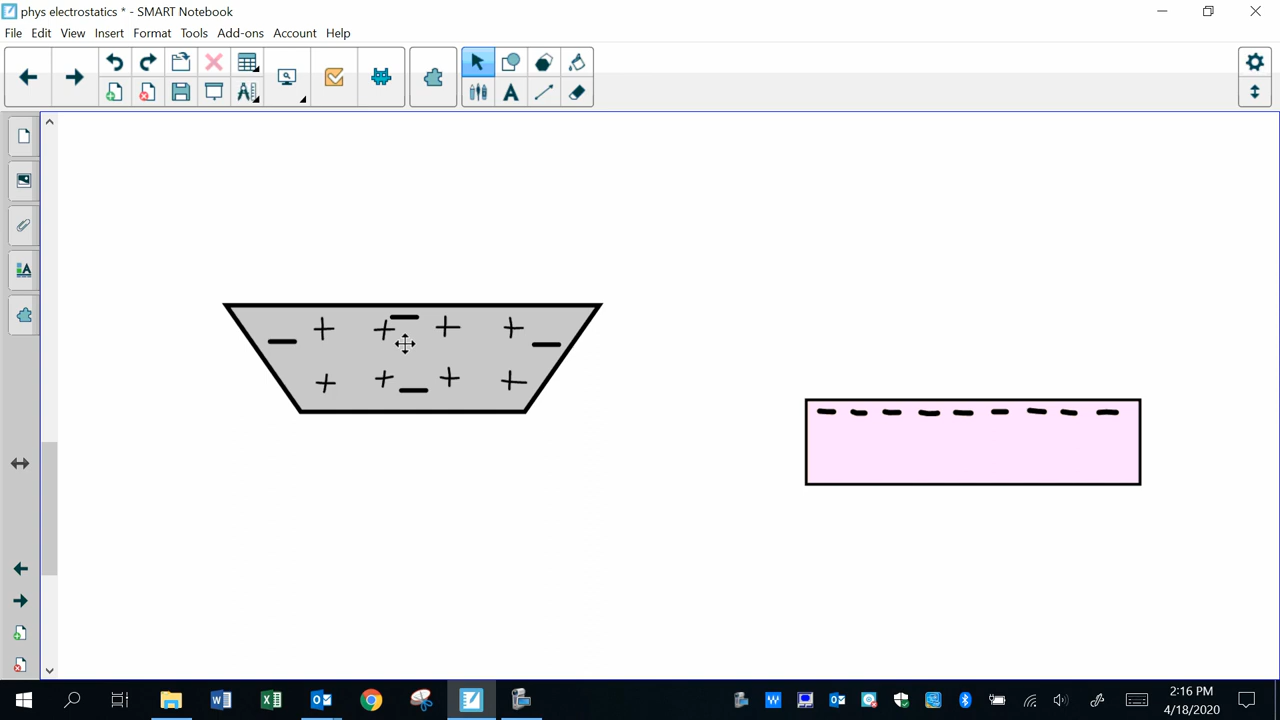 phys electrostatics * - SMART Notebook
File Edit View Insert Format Tools Add-ons Account Help
− + + − + + −
+ + − + +
− − − − − − − − −
2:16 PM
4/18/2020